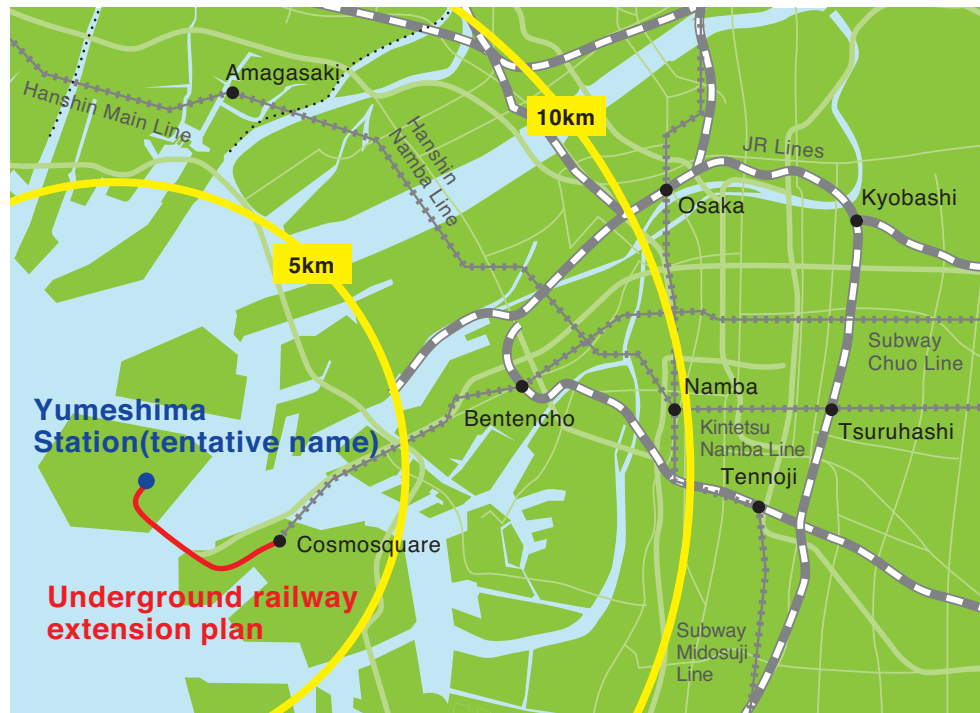 Amagasaki
Hanshin Main Line
Hanshin
Namba Line
10km
JR Lines
Osaka
Kyobashi
5km
Subway
Chuo Line
Yumeshima
Station(tentative name)
Bentencho
Namba
Kintetsu
Namba Line
Tsuruhashi
Tennoji
Cosmosquare
Underground railway
extension plan
Subway
Midosuji
Line